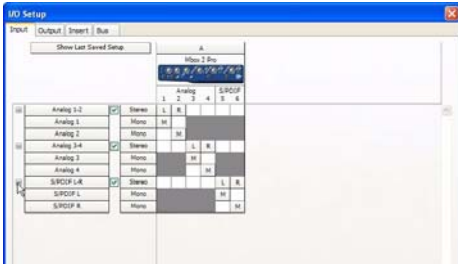 I/O Setup
Input Output Insert Bus
Show Last Saved Setup A
Mbox 2 Pro
Analog S/PDIF
1 2 3 4 5 6
Analog 1-2 Stereo L R
Analog 1 Mono M
Analog 2 Mono M
Analog 3-4 Stereo L R
Analog 3 Mono M
Analog 4 Mono M
S/PDIF L-R Stereo L R
S/PDIF L Mono M
S/PDIF R Mono M